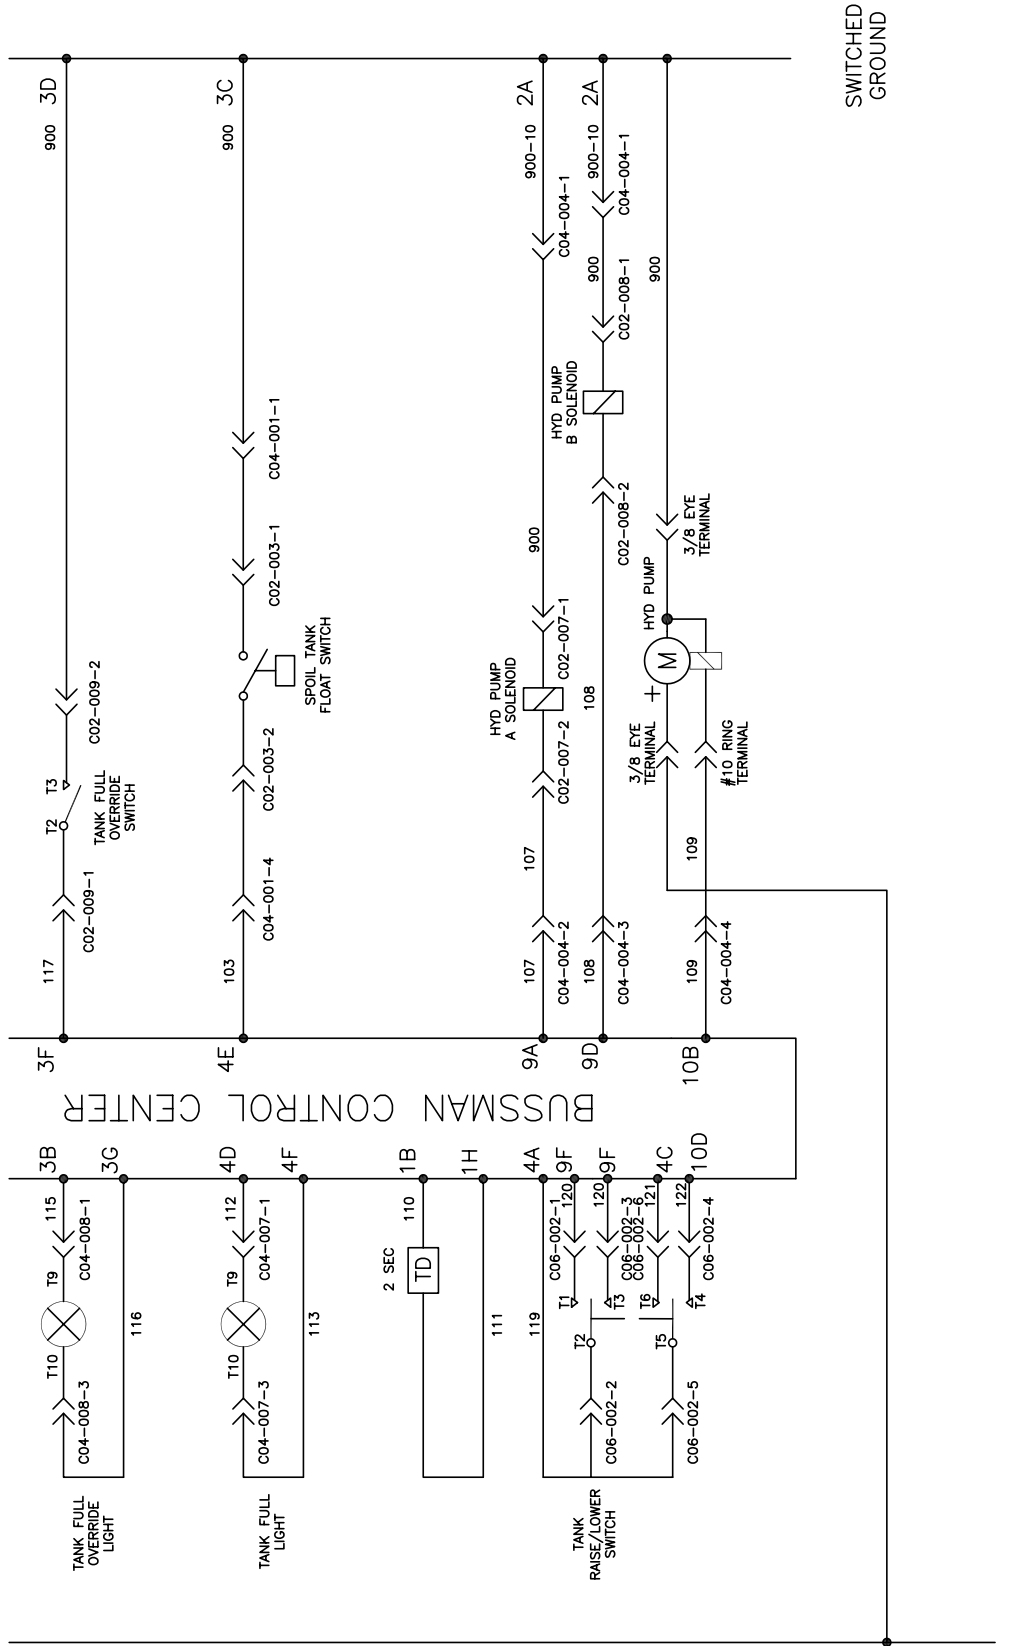 SWITCHED
GROUND
3D
900
C02-009-2
T3
T2
TANK FULL
OVERRIDE
SWITCH
C02-009-1
117
3F
3C
900
C04-001-1
C02-003-1
SPOIL TANK
FLOAT SWITCH
C02-003-2
C04-001-4
103
4E
2A
900-10
C04-004-1
900
C02-007-1
HYD PUMP
A SOLENOID
C02-007-2
107
107
C04-004-2
9A
2A
900-10
C04-004-1
900
C02-008-1
HYD PUMP
B SOLENOID
C02-008-2
108
108
C04-004-3
9D
900
3/8 EYE
TERMINAL
HYD PUMP
M
+
3/8 EYE
TERMINAL
#10 RING
TERMINAL
109
109
C04-004-4
10B
BUSSMAN CONTROL CENTER
3B
115
C04-008-1
T9
T10
C04-008-3
3G
116
TANK FULL
OVERRIDE
LIGHT
4D
112
C04-007-1
T9
T10
C04-007-3
4F
113
TANK FULL
LIGHT
1B
110
2 SEC
TD
1H
111
4A
119
9F
120
C06-002-1
T1
9F
120
C06-002-3
T3
T2
C06-002-2
4C
121
C06-002-6
T6
10D
122
C06-002-4
T4
T5
C06-002-5
TANK
RAISE/LOWER
SWITCH